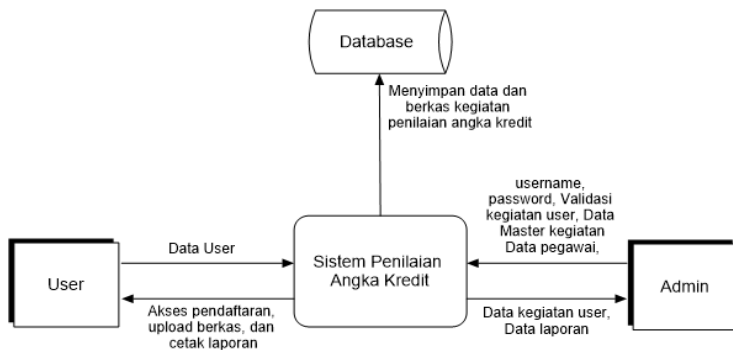 Database
Menyimpan data dan
berkas kegiatan
penilaian angka kredit
username,
password, Validasi
kegiatan user, Data
Master kegiatan
Data pegawai,
User
Data User
Sistem Penilaian
Angka Kredit
Admin
Akses pendaftaran,
upload berkas, dan
cetak laporan
Data kegiatan user,
Data laporan